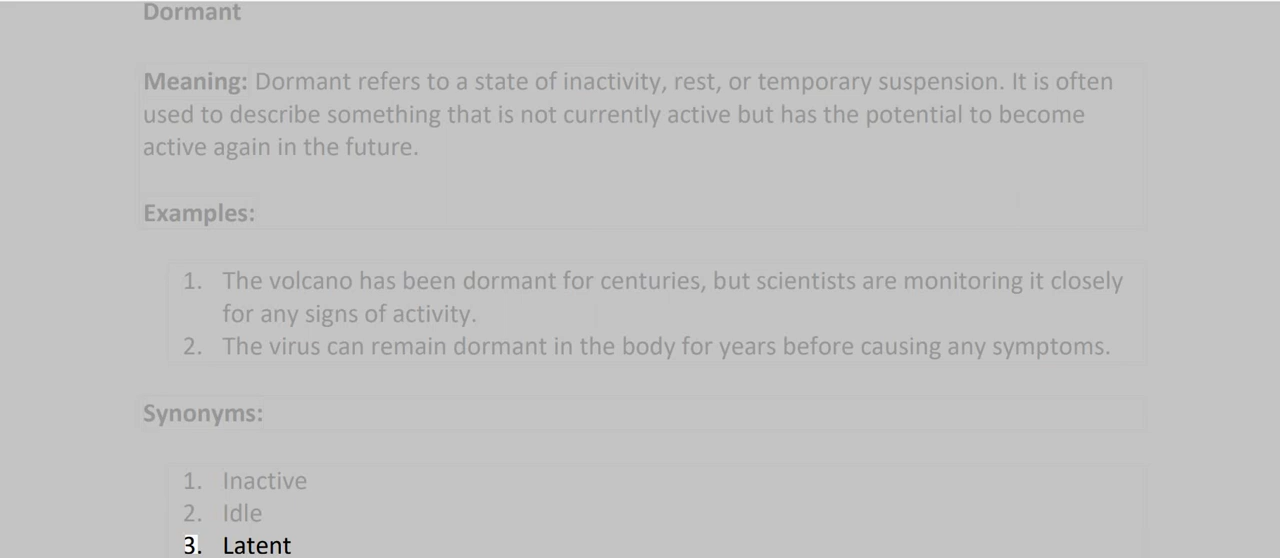 Dormant
Meaning: Dormant refers to a state of inactivity, rest, or temporary suspension. It is often
used to describe something that is not currently active but has the potential to become
active again in the future.
Examples:
1. The volcano has been dormant for centuries, but scientists are monitoring it closely
for any signs of activity.
2. The virus can remain dormant in the body for years before causing any symptoms.
Synonyms:
1. Inactive
2. Idle
3. Latent